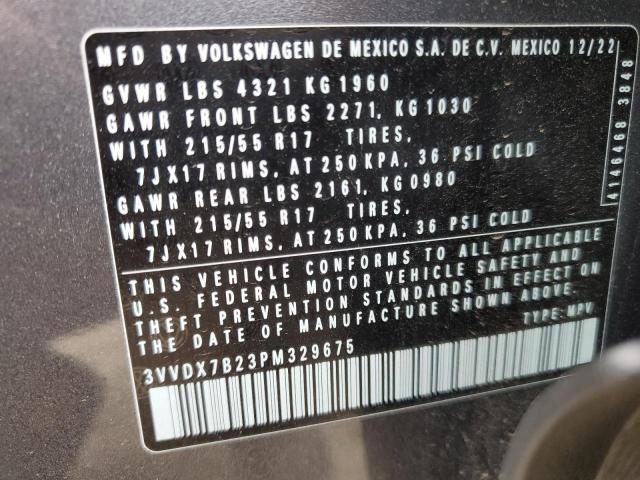 MFD BY VOLKSWAGEN DE MEXICO S.A. DE C.V. MEXICO 12/22
GVWR LBS 4321 KG 1960
GAWR FRONT LBS 2271, KG 1030
WITH 215/55 R17 TIRES,
7JX17 RIMS, AT 250 KPA, 36 PSI COLD
GAWR REAR LBS 2161, KG 0980
WITH 215/55 R17 TIRES,
7JX17 RIMS, AT 250 KPA, 36 PSI COLD
THIS VEHICLE CONFORMS TO ALL APPLICABLE
U.S. FEDERAL MOTOR VEHICLE SAFETY AND
THEFT PREVENTION STANDARDS IN EFFECT ON
THE DATE OF MANUFACTURE SHOWN ABOVE.
TYPE: MPV
3VVDX7B23PM329675
4146468 3848